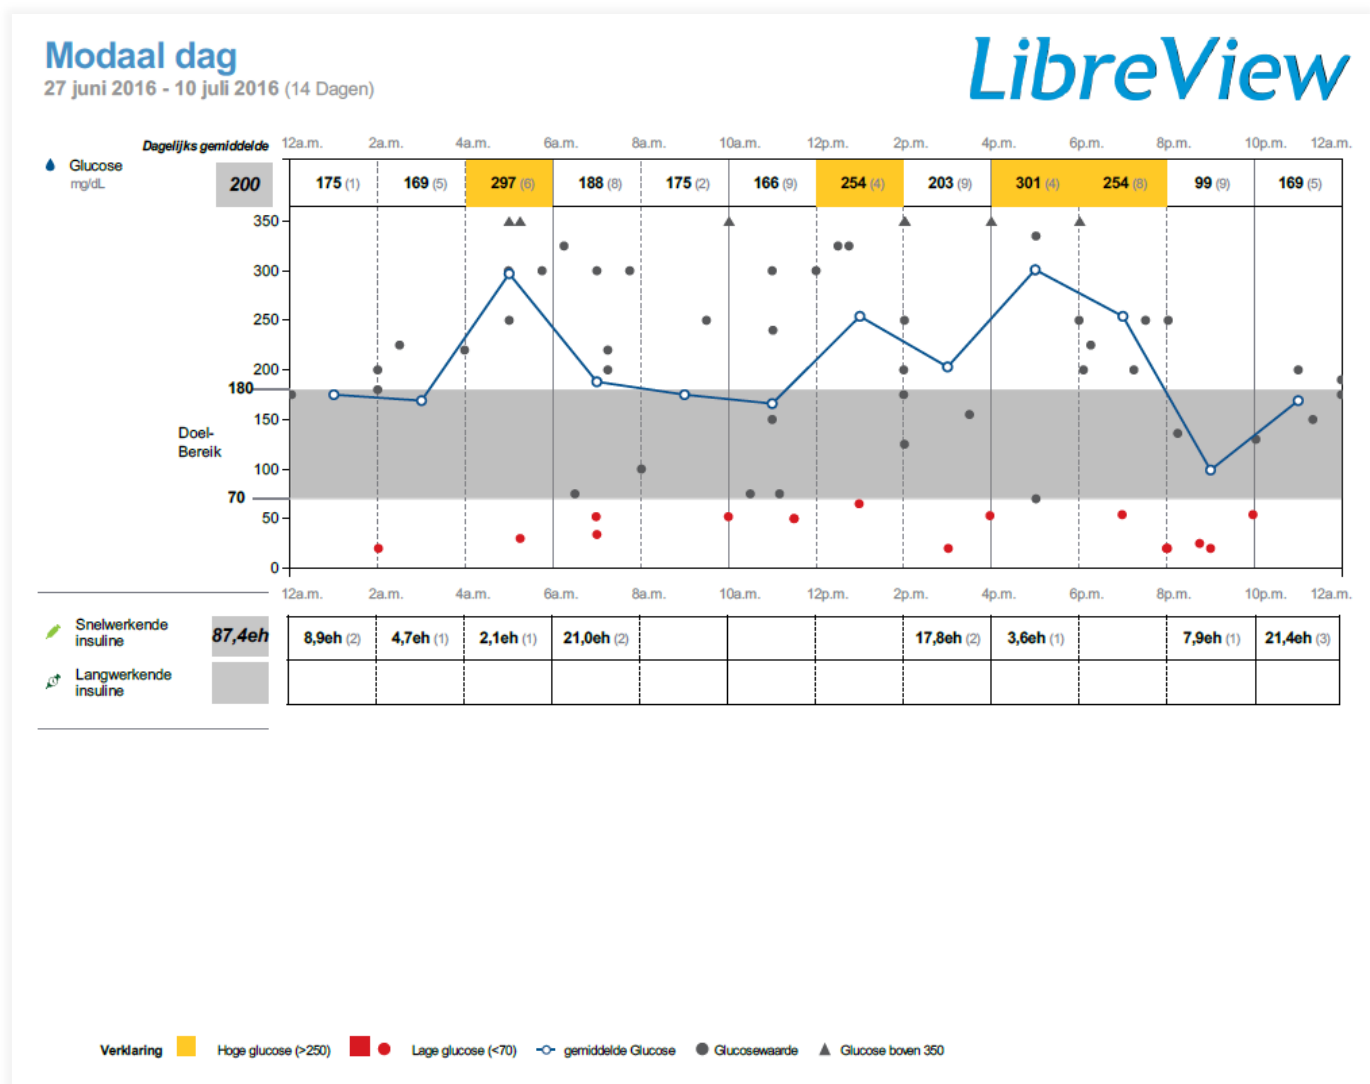 Modaal dag
27 juni 2016 - 10 juli 2016 (14 Dagen)
LibreView
Dagelijks gemiddelde 12a.m. 2a.m. 4a.m. 6a.m. 8a.m. 10a.m. 12p.m. 2p.m. 4p.m. 6p.m. 8p.m. 10p.m. 12a.m.
Glucose
mg/dL
200 175 (1) 169 (5) 297 (6) 188 (8) 175 (2) 166 (9) 254 (4) 203 (9) 301 (4) 254 (8) 99 (9) 169 (5)
350
300
250
200
180
150
Doel-
Bereik
100
70
50
0
12a.m. 2a.m. 4a.m. 6a.m. 8a.m. 10a.m. 12p.m. 2p.m. 4p.m. 6p.m. 8p.m. 10p.m. 12a.m.
Snelwerkende
insuline
87,4eh 8,9eh (2) 4,7eh (1) 2,1eh (1) 21,0eh (2) 17,8eh (2) 3,6eh (1) 7,9eh (1) 21,4eh (3)
Langwerkende
insuline
Verklaring Hoge glucose (>250) Lage glucose (<70) gemiddelde Glucose Glucosewaarde Glucose boven 350